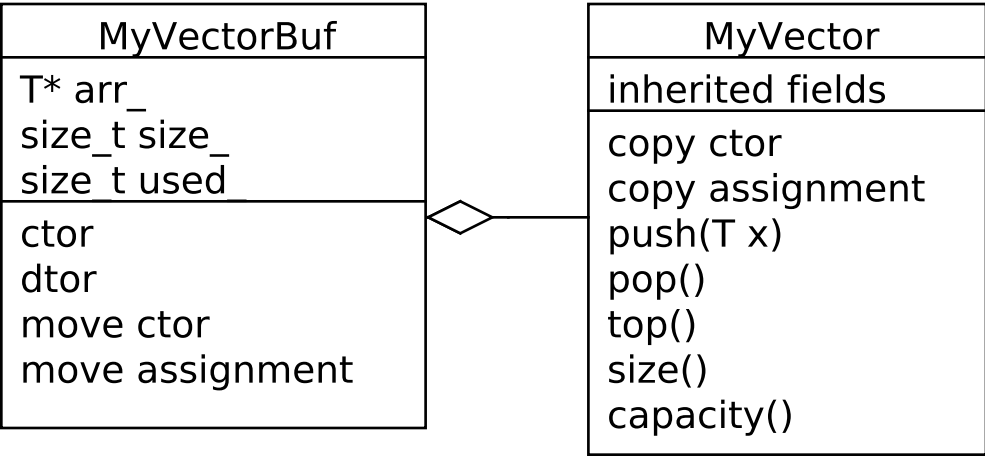 MyVectorBuf
T* arr_
size_t size_
size_t used_
ctor
dtor
move ctor
move assignment
MyVector
inherited fields
copy ctor
copy assignment
push(T x)
pop()
top()
size()
capacity()